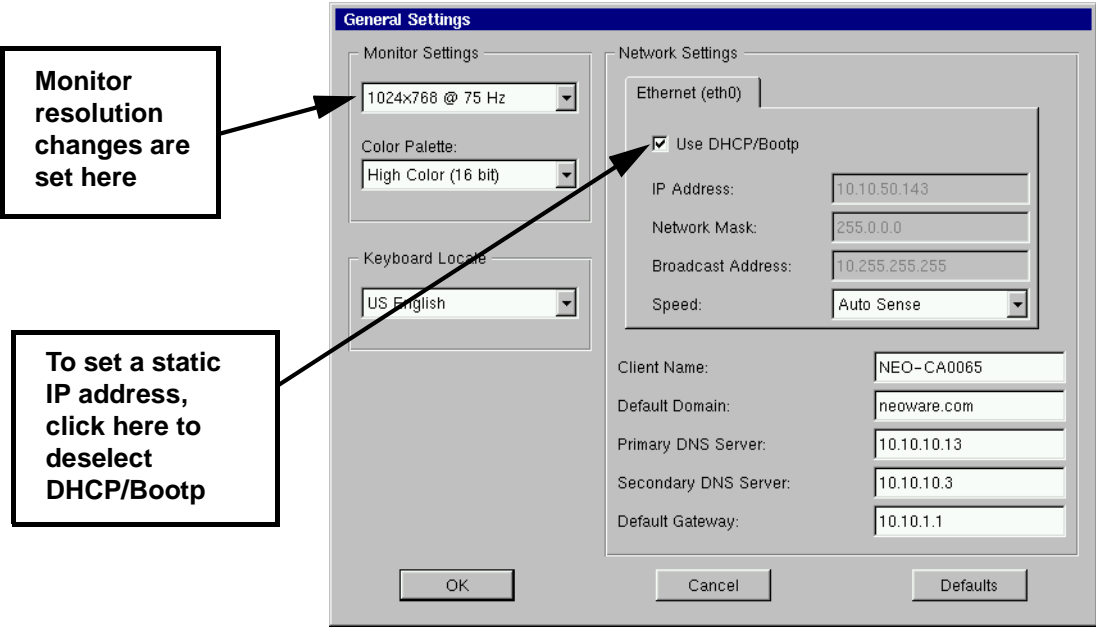 General Settings
Monitor
resolution
changes are
set here
Monitor Settings
1024x768 @ 75 Hz
Color Palette:
High Color (16 bit)
Keyboard Locale
US English
To set a static
IP address,
click here to
deselect
DHCP/Bootp
Network Settings
Ethernet (eth0)
Use DHCP/Bootp
IP Address: 10.10.50.143
Network Mask: 255.0.0.0
Broadcast Address: 10.255.255.255
Speed: Auto Sense
Client Name: NEO-CA0065
Default Domain: neoware.com
Primary DNS Server: 10.10.10.13
Secondary DNS Server: 10.10.10.3
Default Gateway: 10.10.1.1
OK Cancel Defaults